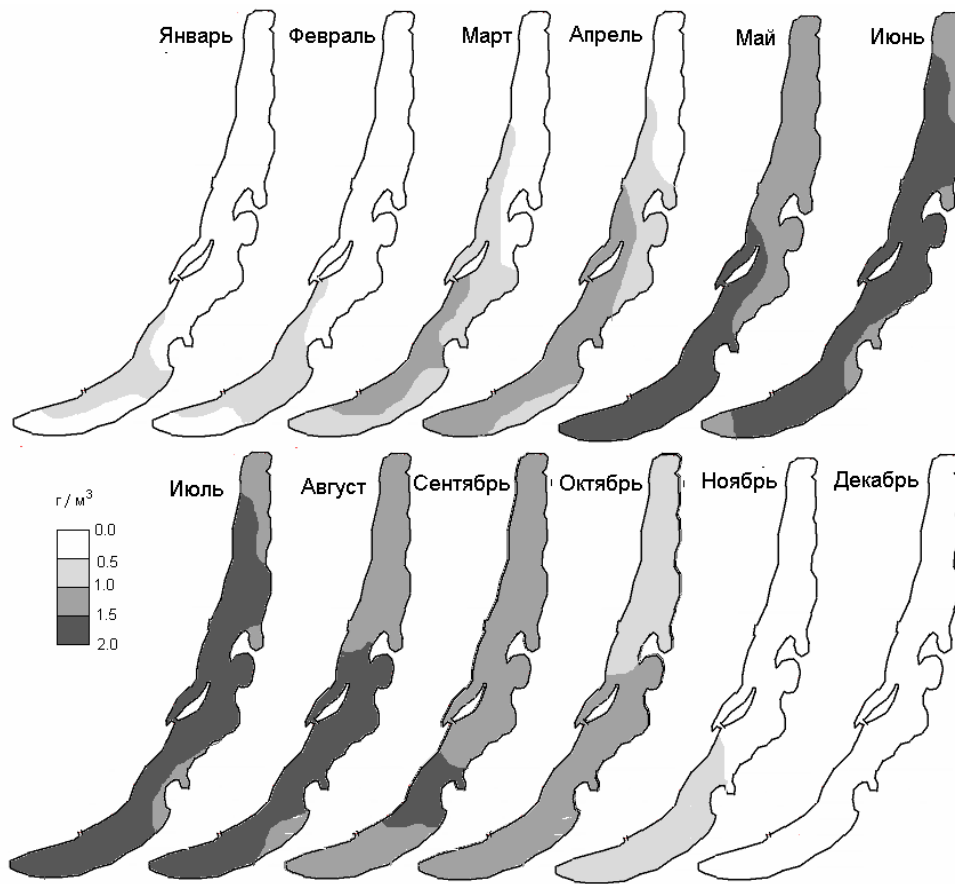 Январь
Февраль
Март
Апрель
Май
Июнь
Июль
Август
Сентябрь
Октябрь
Ноябрь
Декабрь
г / м³
0.0
0.5
1.0
1.5
2.0